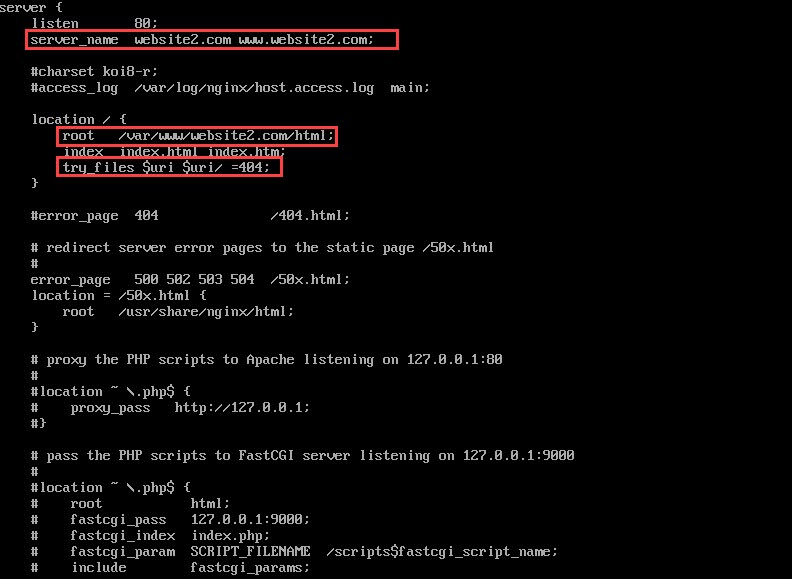 server {
    listen       80;
    server_name  website2.com www.website2.com;

    #charset koi8-r;
    #access_log  /var/log/nginx/host.access.log  main;

    location / {
        root   /var/www/website2.com/html;
        index  index.html index.htm;
        try_files $uri $uri/ =404;
    }

    #error_page  404              /404.html;

    # redirect server error pages to the static page /50x.html
    #
    error_page   500 502 503 504  /50x.html;
    location = /50x.html {
        root   /usr/share/nginx/html;
    }

    # proxy the PHP scripts to Apache listening on 127.0.0.1:80
    #
    #location ~ \.php$ {
    #    proxy_pass   http://127.0.0.1;
    #}

    # pass the PHP scripts to FastCGI server listening on 127.0.0.1:9000
    #
    #location ~ \.php$ {
    #    root           html;
    #    fastcgi_pass   127.0.0.1:9000;
    #    fastcgi_index  index.php;
    #    fastcgi_param  SCRIPT_FILENAME  /scripts$fastcgi_script_name;
    #    include        fastcgi_params;